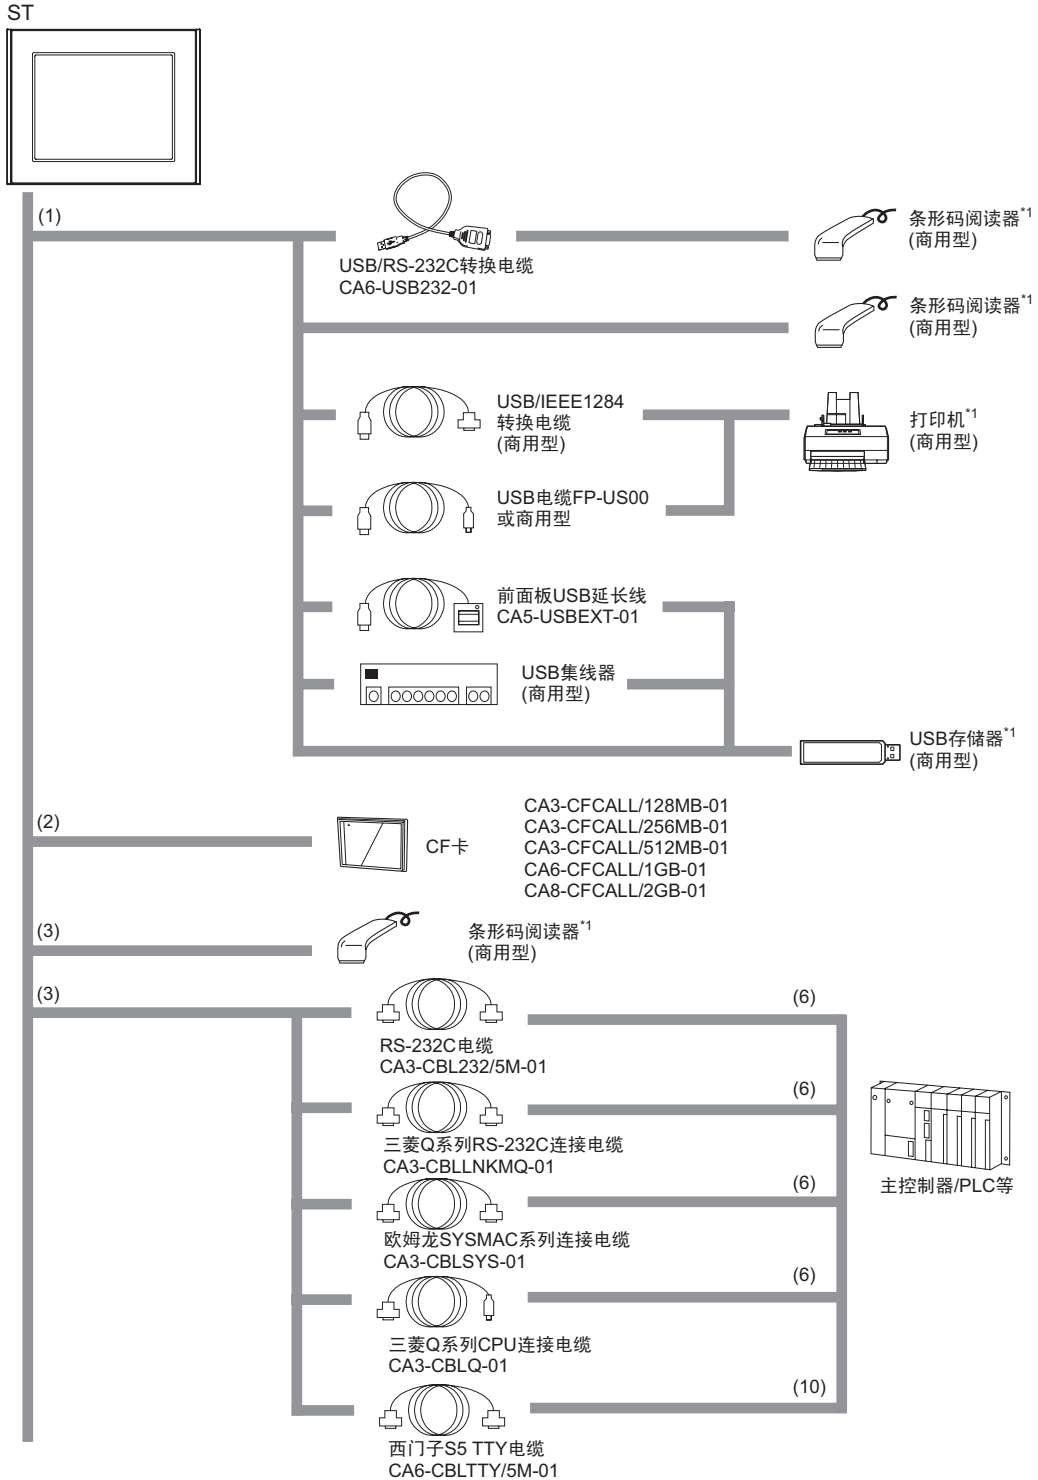 ST
(1)
USB/RS-232C转换电缆
CA6-USB232-01
条形码阅读器*1
(商用型)
条形码阅读器*1
(商用型)
USB/IEEE1284
转换电缆
(商用型)
打印机*1
(商用型)
USB电缆FP-US00
或商用型
前面板USB延长线
CA5-USBEXT-01
USB集线器
(商用型)
USB存储器*1
(商用型)
(2)
CF卡
CA3-CFCALL/128MB-01
CA3-CFCALL/256MB-01
CA3-CFCALL/512MB-01
CA6-CFCALL/1GB-01
CA8-CFCALL/2GB-01
(3)
条形码阅读器*1
(商用型)
(3)
(6)
RS-232C电缆
CA3-CBL232/5M-01
(6)
三菱Q系列RS-232C连接电缆
CA3-CBLLNKMQ-01
主控制器/PLC等
(6)
欧姆龙SYSMAC系列连接电缆
CA3-CBLSYS-01
(6)
三菱Q系列CPU连接电缆
CA3-CBLQ-01
(10)
西门子S5 TTY电缆
CA6-CBLTTY/5M-01